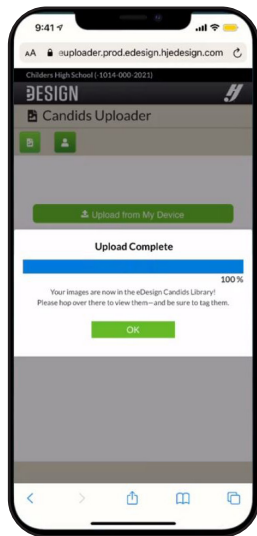 9:41
AA euploader.prod.edesign.hjedesign.com
Childers High School (-1014-000-2021)
DESIGN
Candids Uploader
Upload from My Device
Upload Complete
100 %
Your images are now in the eDesign Candids Library!
Please hop over there to view them—and be sure to tag them.
OK